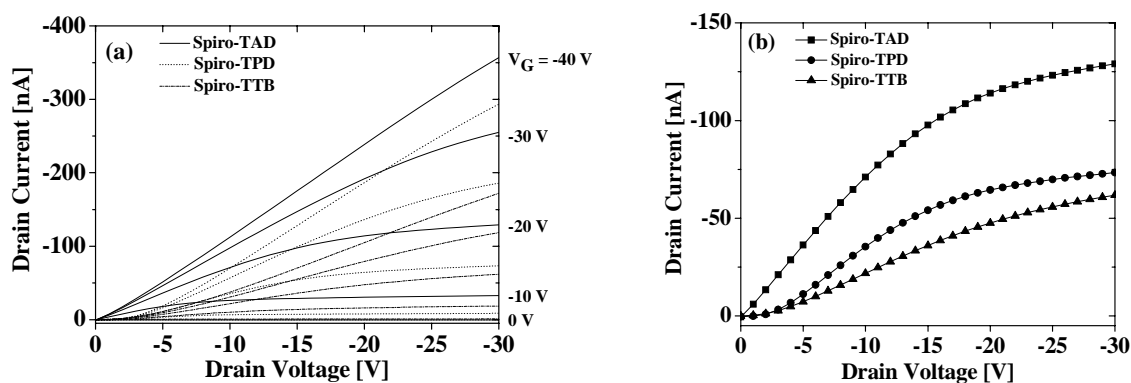 (a)
Spiro-TAD
Spiro-TPD
Spiro-TTB
Drain Current [nA]
-400
-300
-200
-100
0
V_G = -40 V
-30 V
-20 V
-10 V
0 V
0 -5 -10 -15 -20 -25 -30
Drain Voltage [V]
(b)
Spiro-TAD
Spiro-TPD
Spiro-TTB
Drain Current [nA]
-150
-100
-50
0
0 -5 -10 -15 -20 -25 -30
Drain Voltage [V]